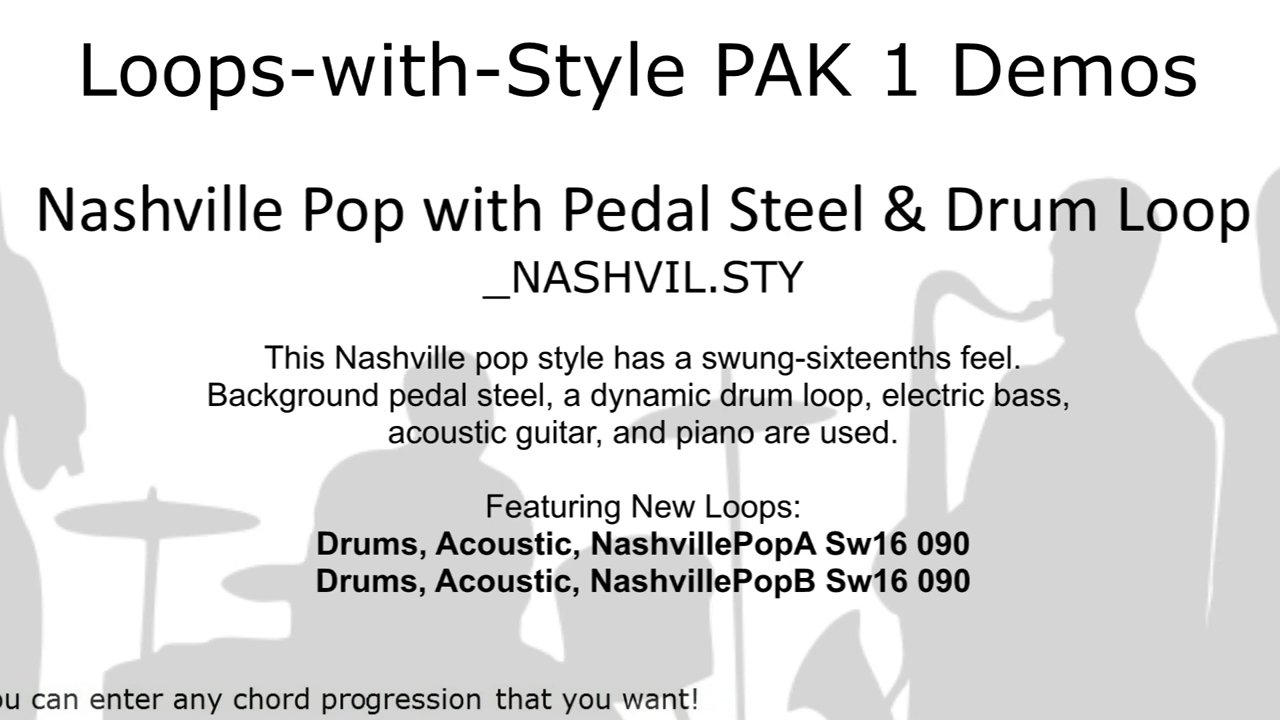 Loops-with-Style PAK 1 Demos
Nashville Pop with Pedal Steel & Drum Loop
_NASHVIL.STY
This Nashville pop style has a swung-sixteenths feel.
Background pedal steel, a dynamic drum loop, electric bass,
acoustic guitar, and piano are used.
Featuring New Loops:
Drums, Acoustic, NashvillePopA Sw16 090
Drums, Acoustic, NashvillePopB Sw16 090
ou can enter any chord progression that you want!